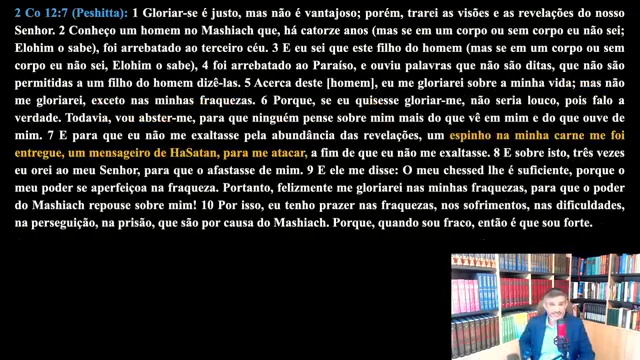 2 Co 12:7 (Peshitta): 1 Gloriar-se é justo, mas não é vantajoso; porém, trarei as visões e as revelações do nosso
Senhor. 2 Conheço um homem no Mashiach que, há catorze anos (mas se em um corpo ou sem corpo eu não sei;
Elohim o sabe), foi arrebatado ao terceiro céu. 3 E eu sei que este filho do homem (mas se em um corpo ou sem
corpo eu não sei, Elohim o sabe), 4 foi arrebatado ao Paraíso, e ouviu palavras que não são ditas, que não são
permitidas a um filho do homem dizê-las. 5 Acerca deste [homem], eu me gloriarei sobre a minha vida; mas não
me gloriarei, exceto nas minhas fraquezas. 6 Porque, se eu quisesse gloriar-me, não seria louco, pois falo a
verdade. Todavia, vou abster-me, para que ninguém pense sobre mim mais do que vê em mim e do que ouve de
mim. 7 E para que eu não me exaltasse pela abundância das revelações, um espinho na minha carne me foi
entregue, um mensageiro de HaSatan, para me atacar, a fim de que eu não me exaltasse. 8 E sobre isto, três vezes
eu orei ao meu Senhor, para que o afastasse de mim. 9 E ele me disse: O meu chessed lhe é suficiente, porque o
meu poder se aperfeiçoa na fraqueza. Portanto, felizmente me gloriarei nas minhas fraquezas, para que o poder
do Mashiach repouse sobre mim! 10 Por isso, eu tenho prazer nas fraquezas, nos sofrimentos, nas dificuldades,
na perseguição, na prisão, que são por causa do Mashiach. Porque, quando sou fraco, então é que sou forte.